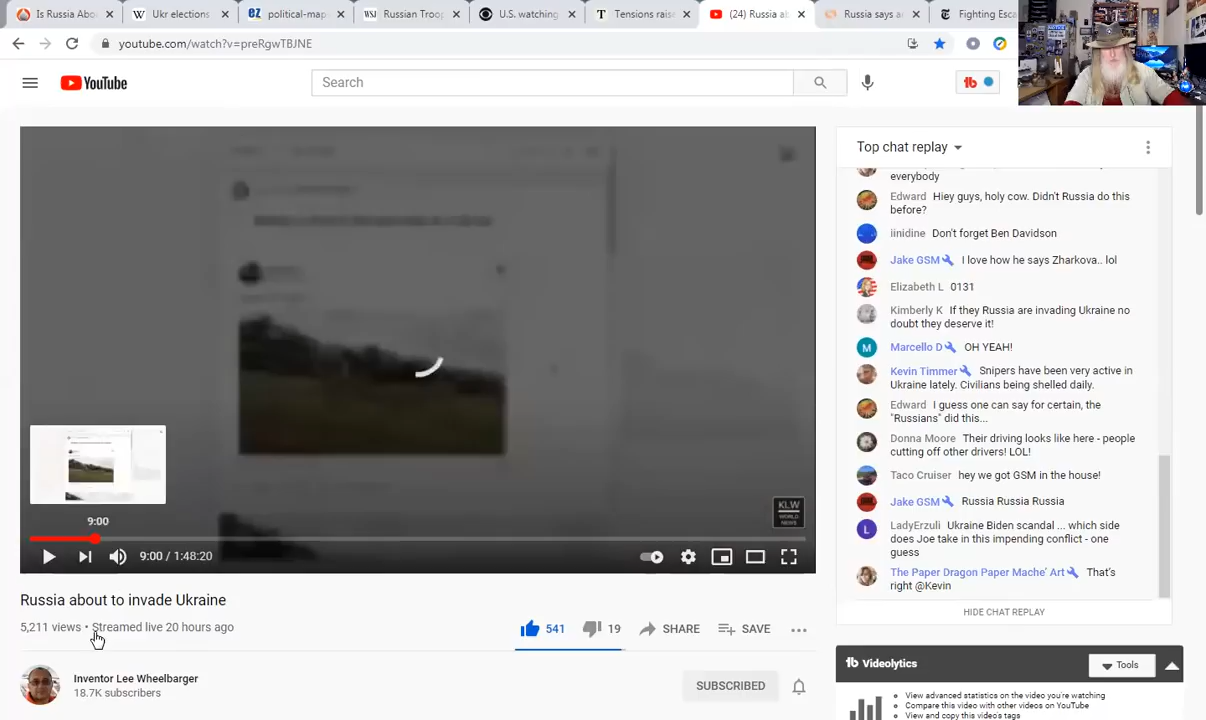 Is Russia Abo
Ukr elections
political-map
Russian Troo
U.S. watching
Tensions raise
(24) Russia ab
Russia says a
Fighting Esca
youtube.com/watch?v=preRgwTBJNE
YouTube
Search
Top chat replay
everybody
Edward Hiey guys, holy cow. Didn't Russia do this
before?
iinidine Don't forget Ben Davidson
Jake GSM I love how he says Zharkova.. lol
Elizabeth L 0131
Kimberly K If they Russia are invading Ukraine no
doubt they deserve it!
Marcello D OH YEAH!
Kevin Timmer Snipers have been very active in
Ukraine lately. Civilians being shelled daily.
Edward I guess one can say for certain, the
"Russians" did this...
Donna Moore Their driving looks like here - people
cutting off other drivers! LOL!
Taco Cruiser hey we got GSM in the house!
Jake GSM Russia Russia Russia
LadyErzuli Ukraine Biden scandal ... which side
does Joe take in this impending conflict - one
guess
The Paper Dragon Paper Mache' Art That's
right @Kevin
HIDE CHAT REPLAY
KLW
WORLD
NEWS
9:00
9:00 / 1:48:20
Russia about to invade Ukraine
5,211 views • Streamed live 20 hours ago
541
19
SHARE
SAVE
Inventor Lee Wheelbarger
18.7K subscribers
SUBSCRIBED
Videolytics
Tools
View advanced statistics on the video you're watching
Compare this video with other videos on YouTube
View and copy this video's tags